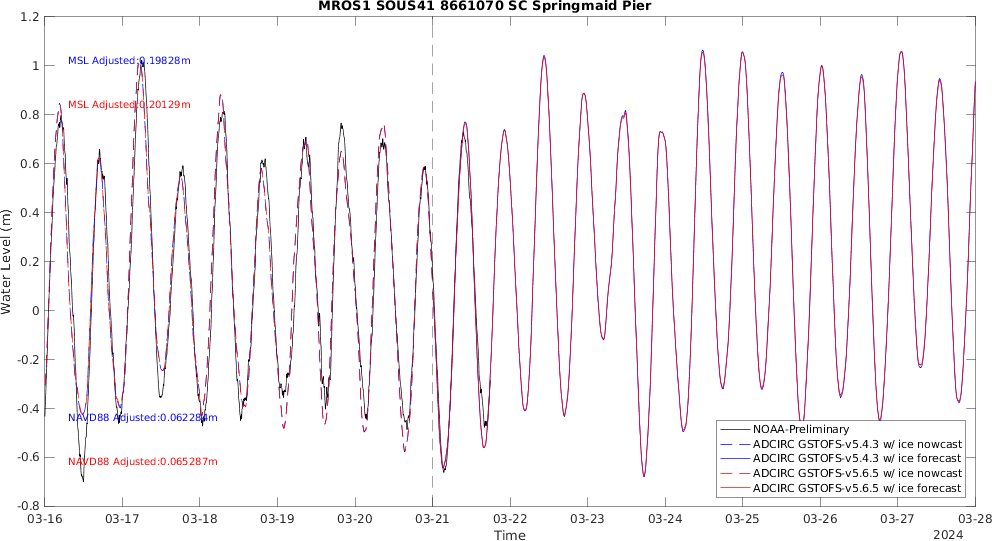 MROS1 SOUS41 8661070 SC Springmaid Pier
1.2
1
0.8
0.6
0.4
0.2
0
-0.2
-0.4
-0.6
-0.8
Water Level (m)
MSL Adjusted:0.19828m
MSL Adjusted:0.20129m
NAVD88 Adjusted:0.062284m
NAVD88 Adjusted:0.065287m
NOAA-Preliminary
ADCIRC GSTOFS-v5.4.3 w/ ice nowcast
ADCIRC GSTOFS-v5.4.3 w/ ice forecast
ADCIRC GSTOFS-v5.6.5 w/ ice nowcast
ADCIRC GSTOFS-v5.6.5 w/ ice forecast
03-16 03-17 03-18 03-19 03-20 03-21 03-22 03-23 03-24 03-25 03-26 03-27 03-28
Time
2024